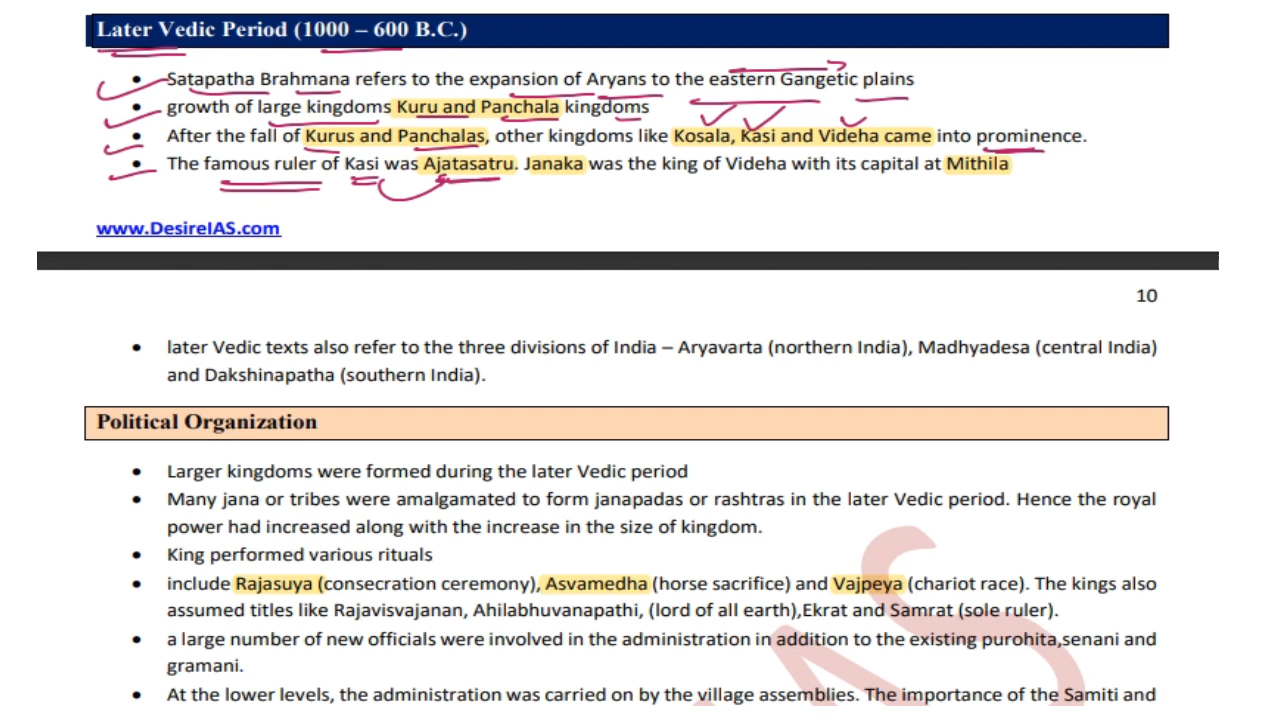 Later Vedic Period (1000 – 600 B.C.)
• Satapatha Brahmana refers to the expansion of Aryans to the eastern Gangetic plains
• growth of large kingdoms Kuru and Panchala kingdoms
• After the fall of Kurus and Panchalas, other kingdoms like Kosala, Kasi and Videha came into prominence.
• The famous ruler of Kasi was Ajatasatru. Janaka was the king of Videha with its capital at Mithila
www.DesireIAS.com
10
• later Vedic texts also refer to the three divisions of India – Aryavarta (northern India), Madhyadesa (central India)
and Dakshinapatha (southern India).
Political Organization
• Larger kingdoms were formed during the later Vedic period
• Many jana or tribes were amalgamated to form janapadas or rashtras in the later Vedic period. Hence the royal
power had increased along with the increase in the size of kingdom.
• King performed various rituals
• include Rajasuya (consecration ceremony), Asvamedha (horse sacrifice) and Vajpeya (chariot race). The kings also
assumed titles like Rajavisvajanan, Ahilabhuvanapathi, (lord of all earth),Ekrat and Samrat (sole ruler).
• a large number of new officials were involved in the administration in addition to the existing purohita,senani and
gramani.
• At the lower levels, the administration was carried on by the village assemblies. The importance of the Samiti and